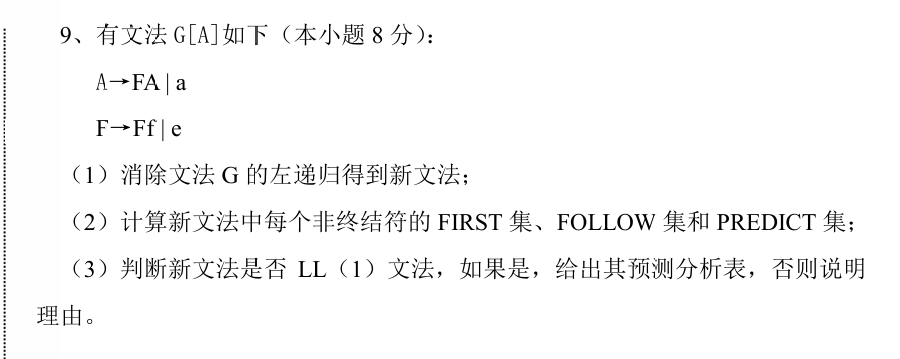 9、有文法 G[A]如下（本小题 8 分）：
A→FA | a
F→Ff | e
（1）消除文法 G 的左递归得到新文法；
（2）计算新文法中每个非终结符的 FIRST 集、FOLLOW 集和 PREDICT 集；
（3）判断新文法是否 LL（1）文法，如果是，给出其预测分析表，否则说明
理由。